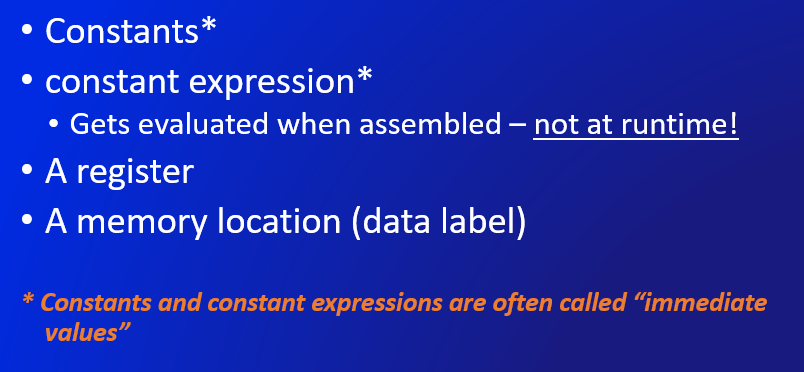 • Constants*
• constant expression*
• Gets evaluated when assembled – not at runtime!
• A register
• A memory location (data label)
* Constants and constant expressions are often called “immediate
values”